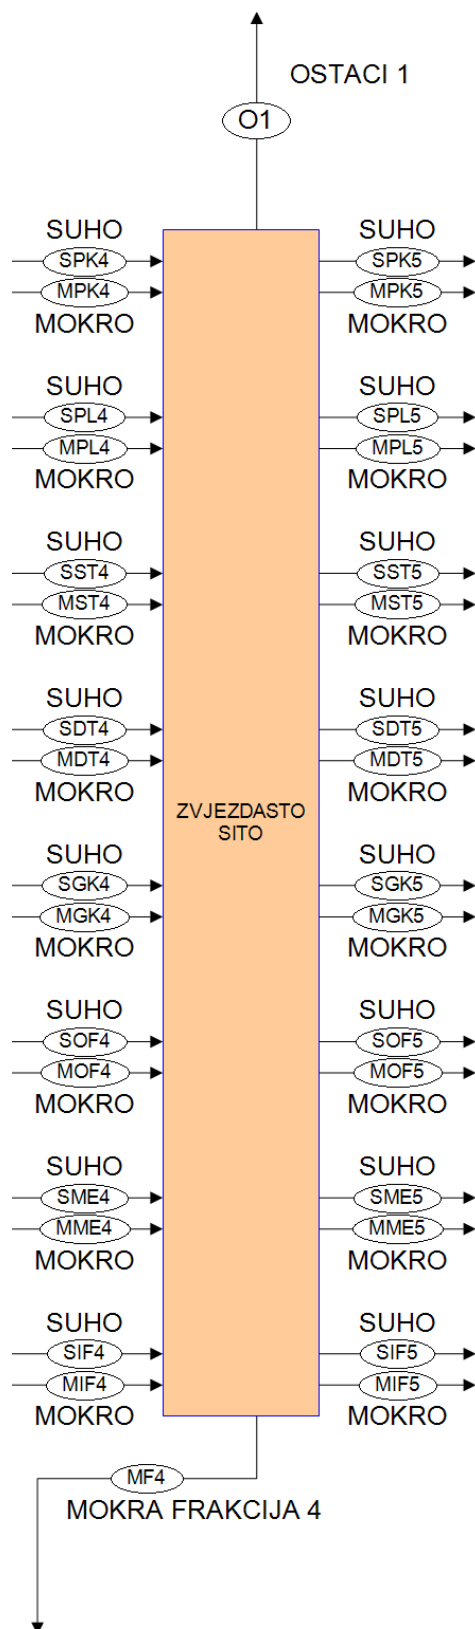 OSTACI 1
O1
SUHO SUHO
SPK4 SPK5
MPK4 MPK5
MOKRO MOKRO
SUHO SUHO
SPL4 SPL5
MPL4 MPL5
MOKRO MOKRO
SUHO SUHO
SST4 SST5
MST4 MST5
MOKRO MOKRO
SUHO SUHO
SDT4 SDT5
MDT4 MDT5
MOKRO MOKRO
ZVJEZDASTO
SITO
SUHO SUHO
SGK4 SGK5
MGK4 MGK5
MOKRO MOKRO
SUHO SUHO
SOF4 SOF5
MOF4 MOF5
MOKRO MOKRO
SUHO SUHO
SME4 SME5
MME4 MME5
MOKRO MOKRO
SUHO SUHO
SIF4 SIF5
MIF4 MIF5
MOKRO MOKRO
MF4
MOKRA FRAKCIJA 4